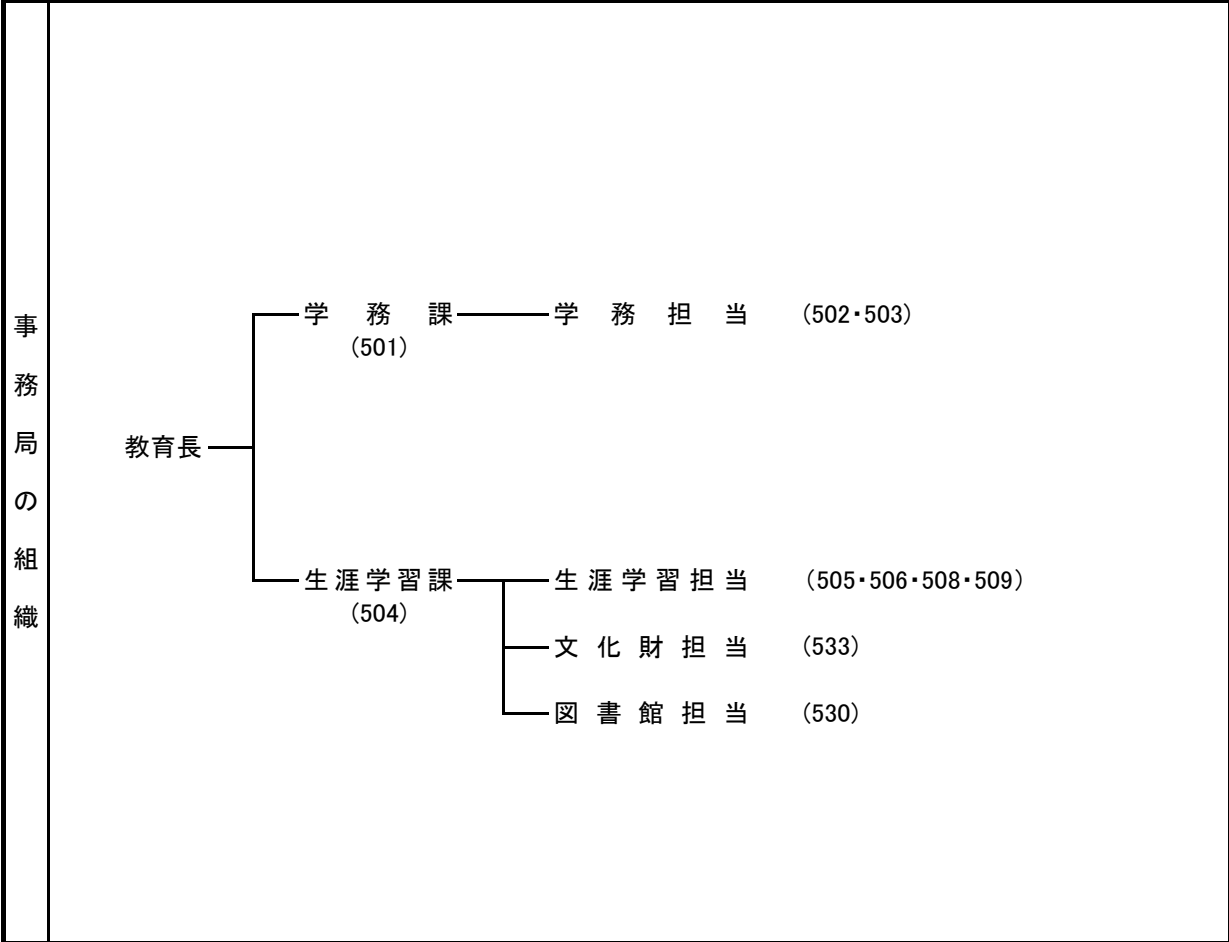 事務局の組織
学務課 学務担当 （502・503）
（501）
教育長
生涯学習課 生涯学習担当 （505・506・508・509）
（504）
文化財担当 （533）
図書館担当 （530）